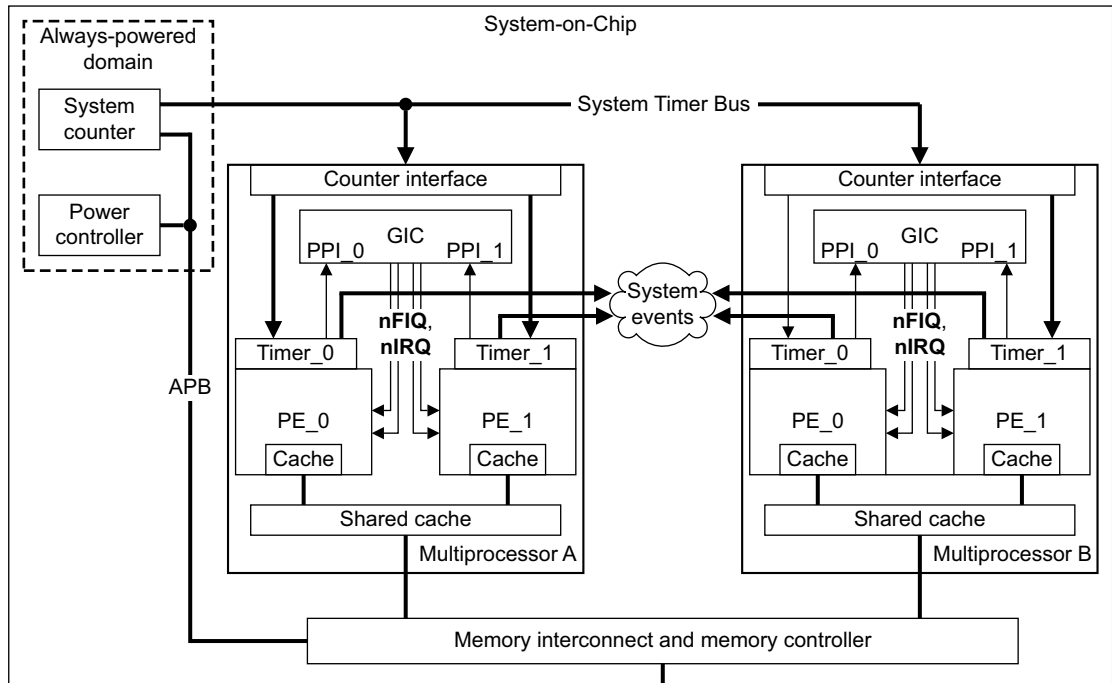 System-on-Chip
Always-powered
domain
System
counter
System Timer Bus
Power
controller
Counter interface
GIC
PPI_0
PPI_1
nFIQ,
nIRQ
Timer_0
Timer_1
PE_0
PE_1
Cache
Cache
Shared cache
Multiprocessor A
System
events
Counter interface
GIC
PPI_0
PPI_1
nFIQ,
nIRQ
Timer_0
Timer_1
PE_0
PE_1
Cache
Cache
Shared cache
Multiprocessor B
APB
Memory interconnect and memory controller